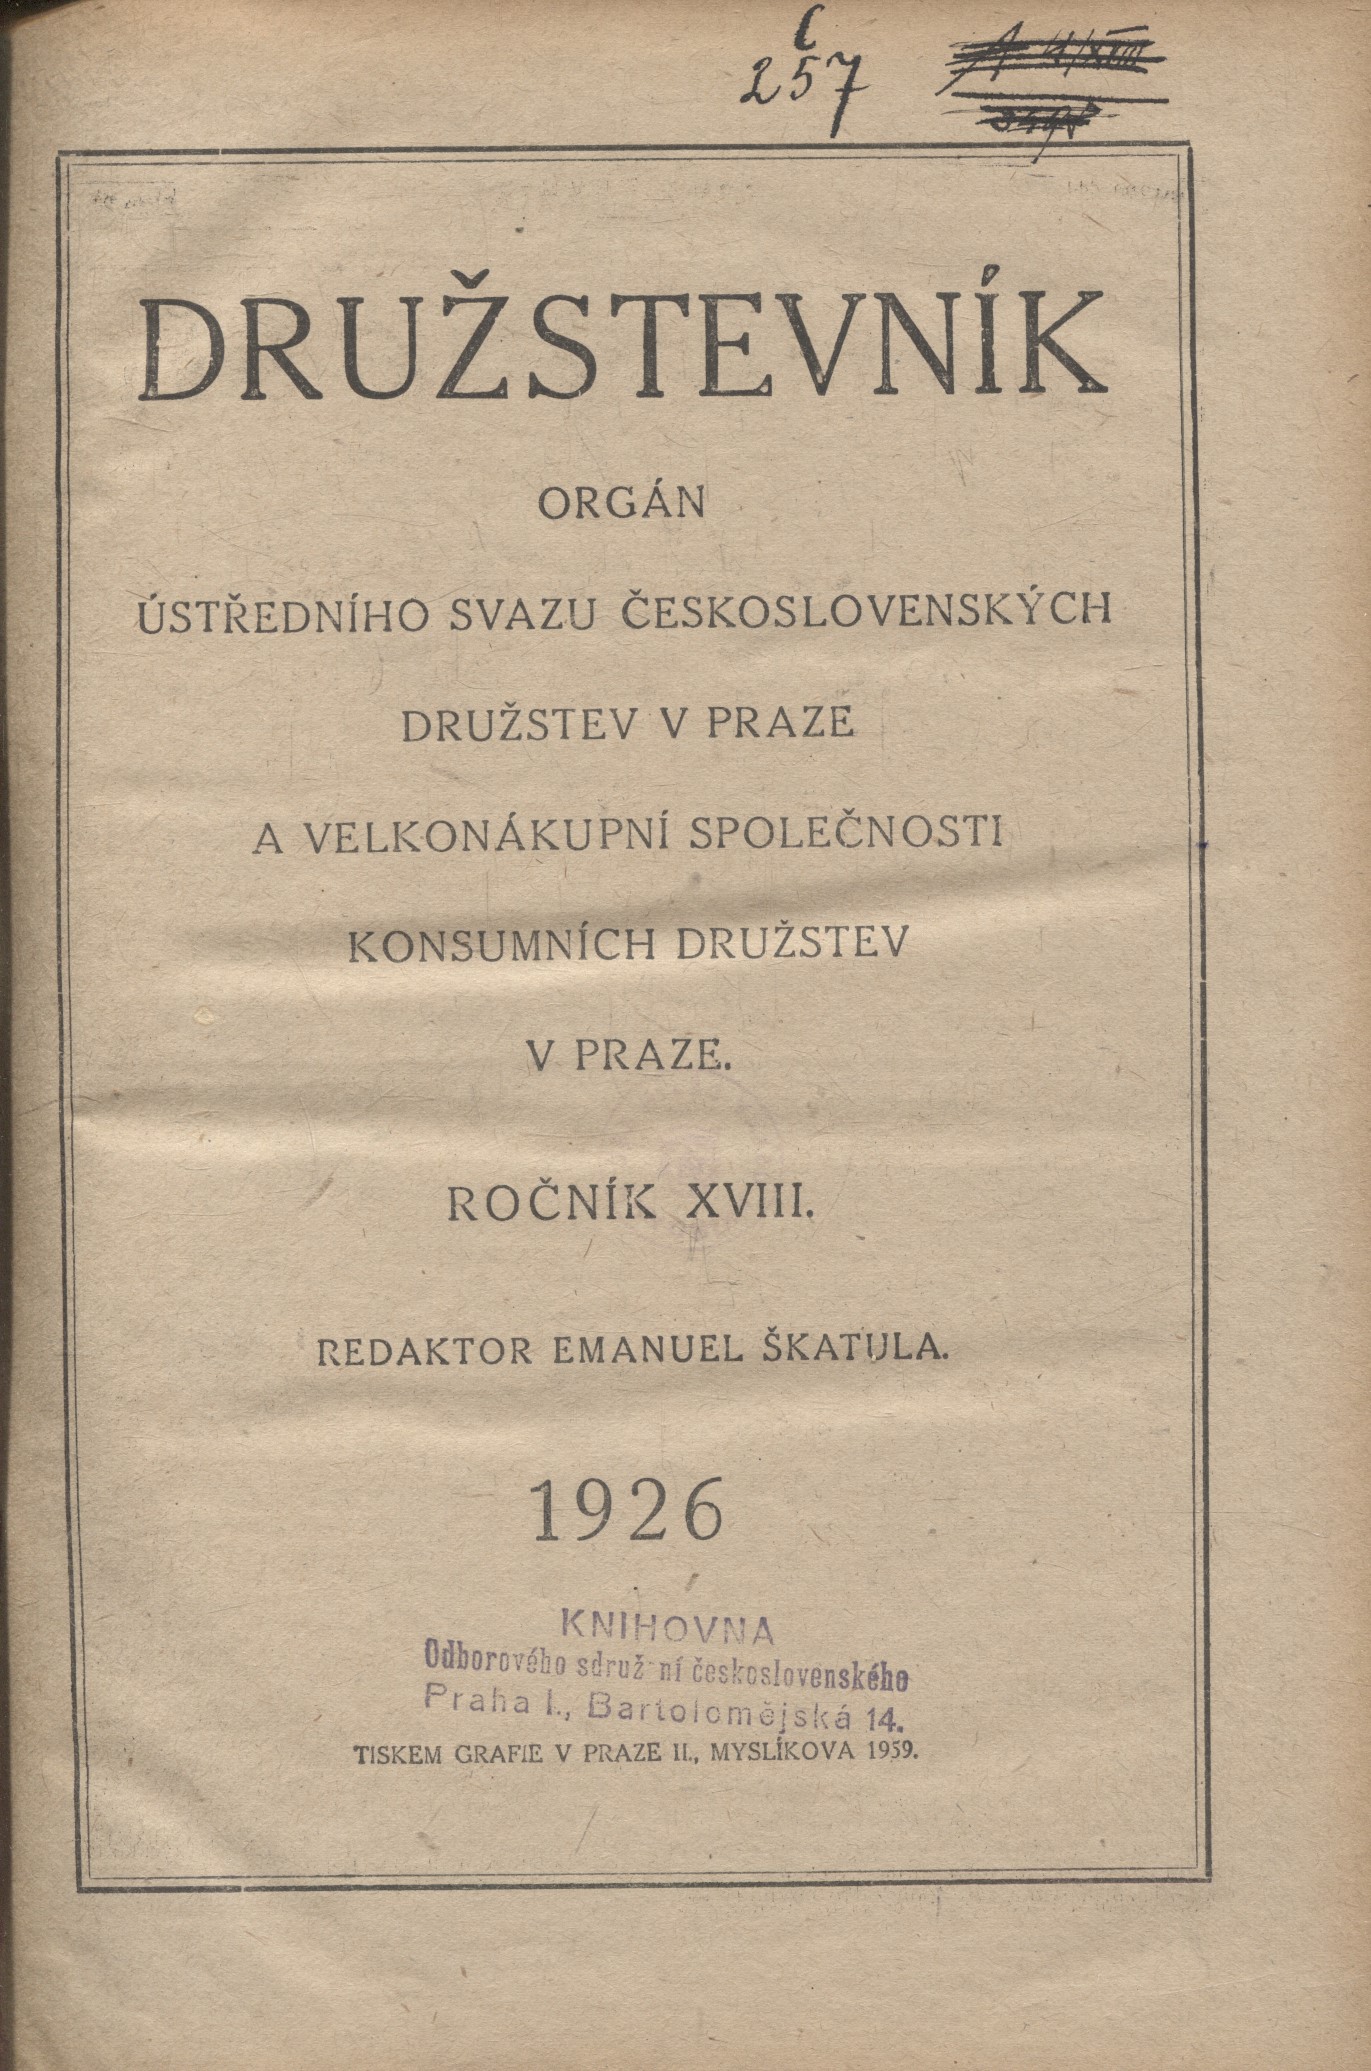 C
257
DRUŽSTEVNÍK
ORGÁN
ÚSTŘEDNÍHO SVAZU ČESKOSLOVENSKÝCH
DRUŽSTEV V PRAZE
A VELKONÁKUPNÍ SPOLEČNOSTI
KONSUMNÍCH DRUŽSTEV
V PRAZE.
ROČNÍK XVIII.
REDAKTOR EMANUEL ŠKATULA.
1926
KNIHOVNA
Odborového sdruž ní československého
Praha I., Bartolomějská 14.
TISKEM GRAFIE V PRAZE II., MYSLÍKOVA 1959.